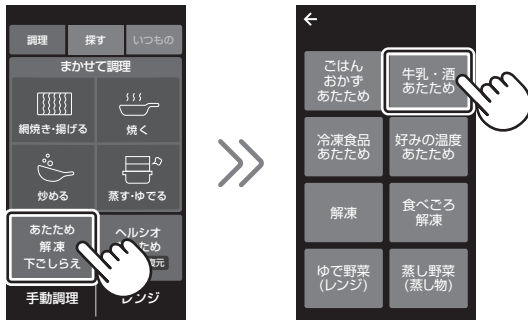 調理 探す いつもの
まかせて調理
網焼き・揚げる 焼く
炒める 蒸す・ゆでる
あたため
解凍
下ごしらえ
ヘルシオ
ため
元
手動調理 レンジ
ごはん
おかず
あたため
牛乳・酒
あたため
冷凍食品
あたため
好みの温度
あたため
解凍
食べごろ
解凍
ゆで野菜
(レンジ)
蒸し野菜
(蒸し物)